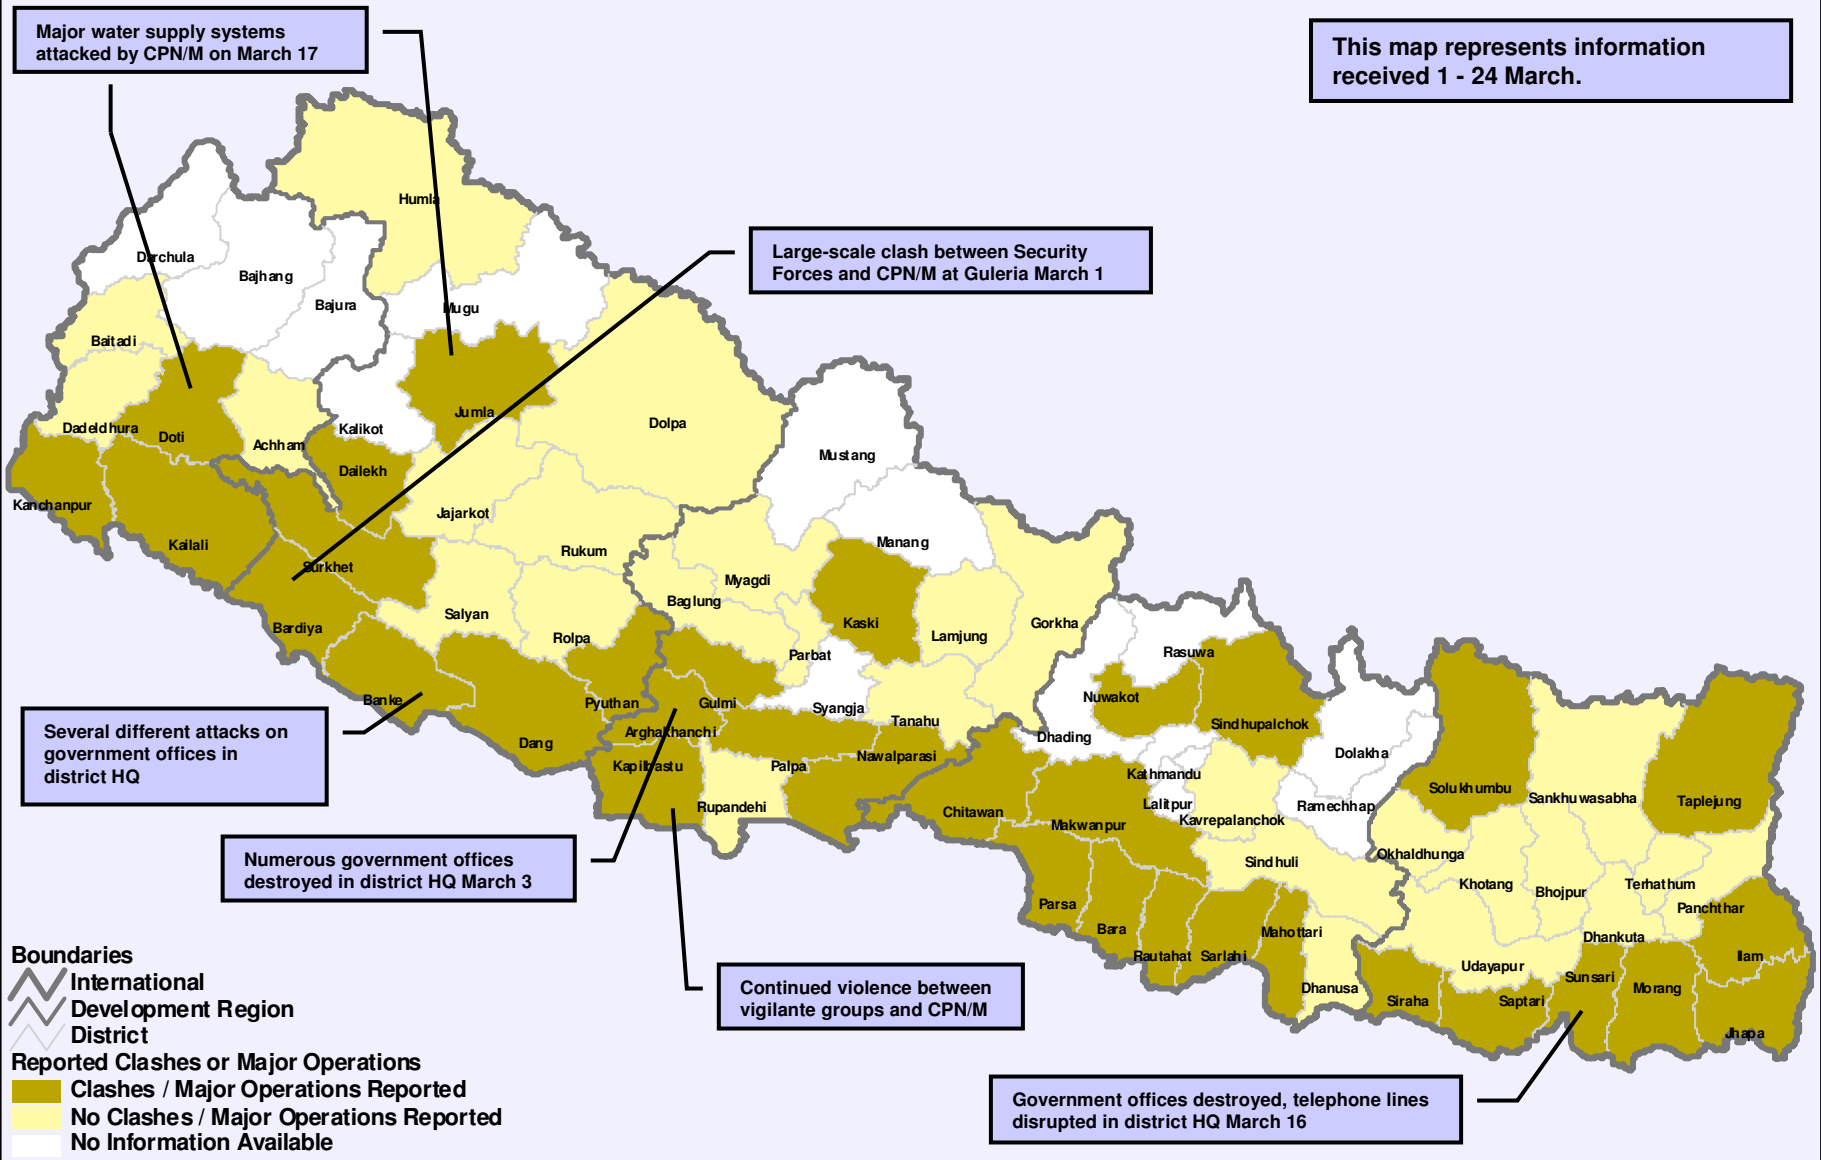 Major water supply systems
attacked by CPN/M on March 17
This map represents information
received 1 - 24 March.
Humla
Darchula
Bajhang
Bajura
Mugu
Large-scale clash between Security
Forces and CPN/M at Guleria March 1
Baitadi
Dadeldhura
Doti
Achham
Kalikot
Jumla
Dolpa
Dailekh
Mustang
Kanchanpur
Kailali
Jajarkot
Rukum
Manang
Surkhet
Myagdi
Baglung
Salyan
Bardiya
Rolpa
Kaski
Lamjung
Gorkha
Parbat
Rasuwa
Banke
Pyuthan
Gulmi
Syangja
Tanahu
Nuwakot
Sindhupalchok
Several different attacks on
government offices in
district HQ
Dang
Arghakhanchi
Dhading
Dolakha
Kapilbastu
Palpa
Nawalparasi
Kathmandu
Rupandehi
Chitawan
Lalitpur
Ramechhap
Solukhumbu
Sankhuwasabha
Taplejung
Makwanpur
Kavrepalanchok
Numerous government offices
destroyed in district HQ March 3
Sindhuli
Okhaldhunga
Khotang
Bhojpur
Terhathum
Panchthar
Parsa
Bara
Mahottari
Dhankuta
Rautahat
Sarlahi
Udayapur
Ilam
Sunsari
Morang
Dhanusa
Siraha
Saptari
Jhapa
Continued violence between
vigilante groups and CPN/M
Government offices destroyed, telephone lines
disrupted in district HQ March 16
Boundaries
International
Development Region
District
Reported Clashes or Major Operations
Clashes / Major Operations Reported
No Clashes / Major Operations Reported
No Information Available